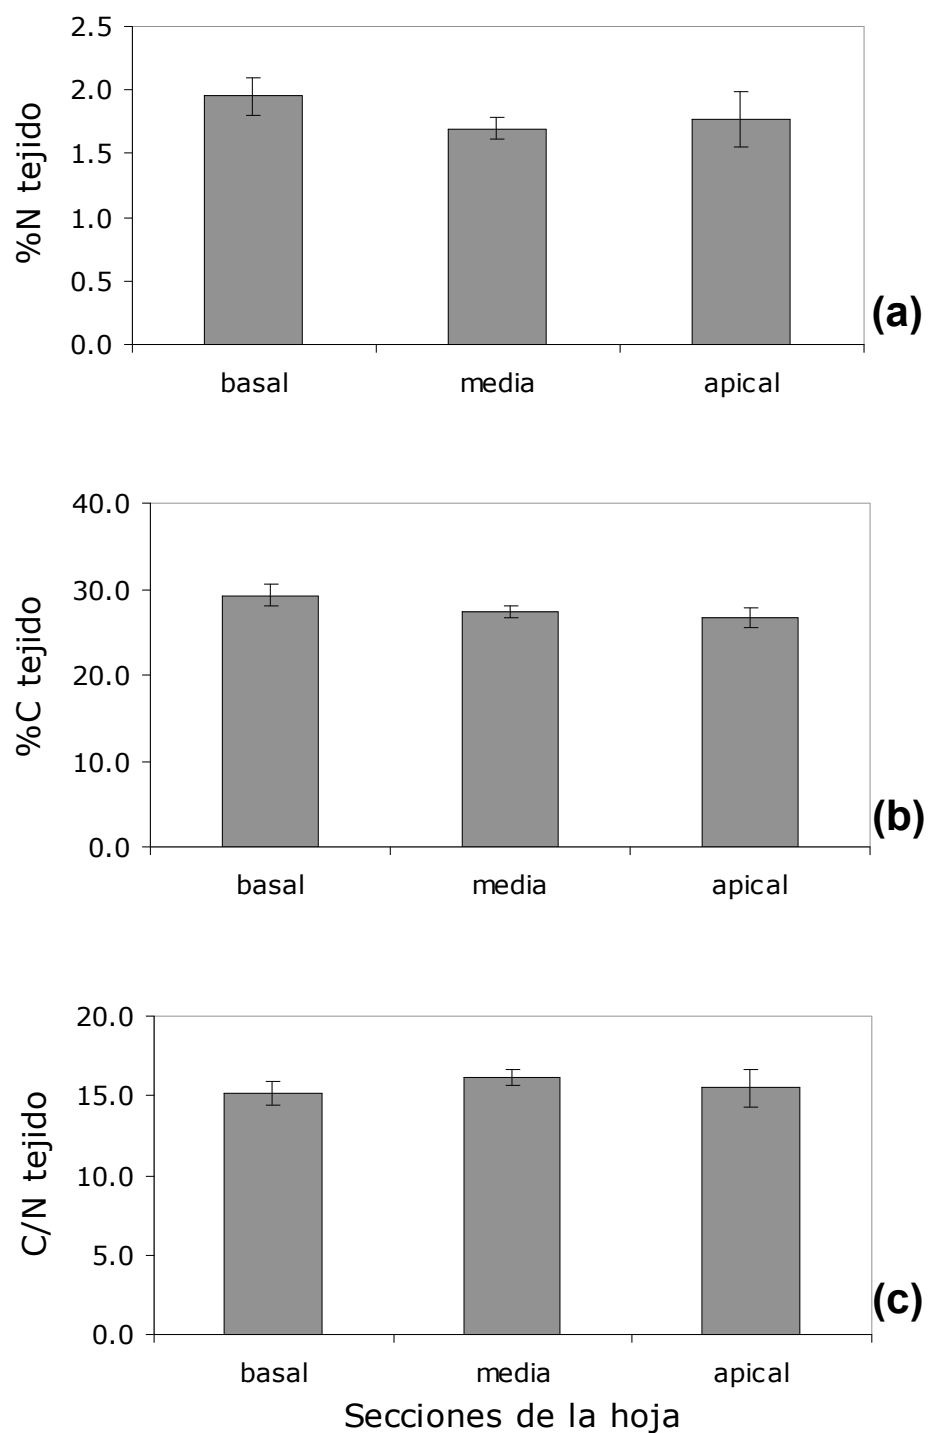 2.5
2.0
1.5
1.0
0.5
0.0
%N tejido
basal media apical
(a)
40.0
30.0
20.0
10.0
0.0
%C tejido
basal media apical
(b)
20.0
15.0
10.0
5.0
0.0
C/N tejido
basal media apical
(c)
Secciones de la hoja